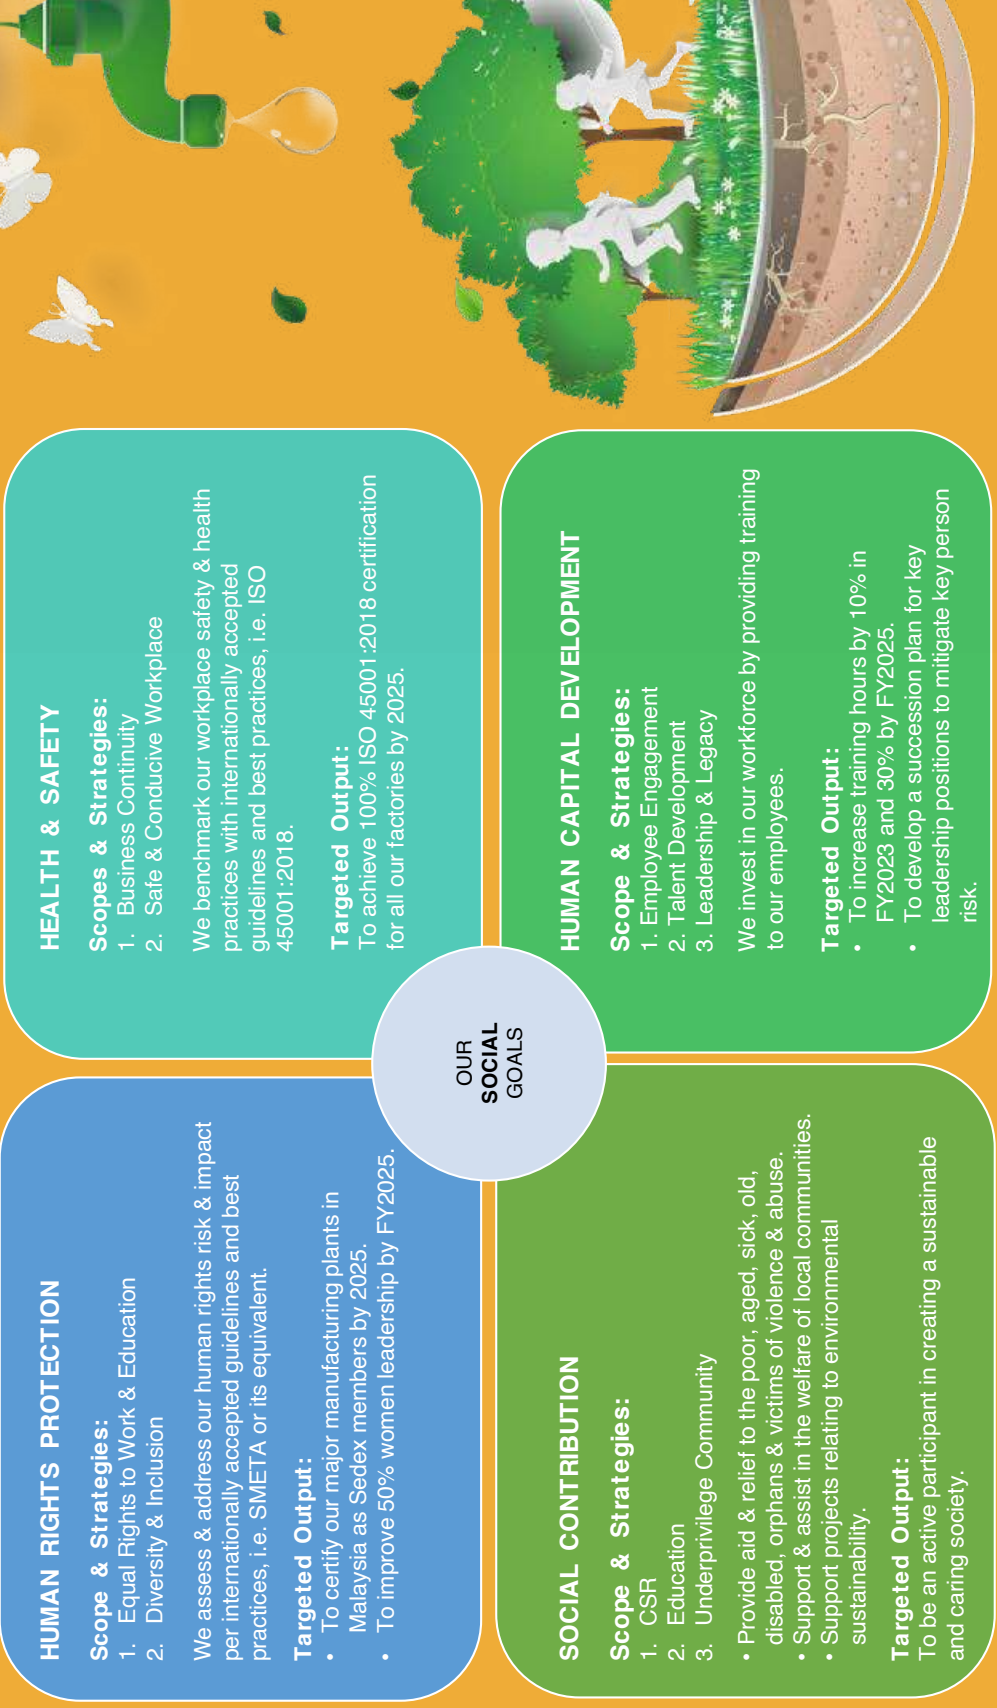 HUMAN RIGHTS PROTECTION
Scope & Strategies:
1. Equal Rights to Work & Education
2. Diversity & Inclusion
We assess & address our human rights risk & impact
per internationally accepted guidelines and best
practices, i.e. SMETA or its equivalent.
Targeted Output:
• To certify our major manufacturing plants in
Malaysia as Sedex members by 2025.
• To improve 50% women leadership by FY2025.
HEALTH & SAFETY
Scopes & Strategies:
1. Business Continuity
2. Safe & Conducive Workplace
We benchmark our workplace safety & health
practices with internationally accepted
guidelines and best practices, i.e. ISO
45001:2018.
Targeted Output:
To achieve 100% ISO 45001:2018 certification
for all our factories by 2025.
OUR
SOCIAL
GOALS
SOCIAL CONTRIBUTION
Scope & Strategies:
1. CSR
2. Education
3. Underprivilege Community
• Provide aid & relief to the poor, aged, sick, old,
disabled, orphans & victims of violence & abuse.
• Support & assist in the welfare of local communities.
• Support projects relating to environmental
sustainability.
Targeted Output:
To be an active participant in creating a sustainable
and caring society.
HUMAN CAPITAL DEVELOPMENT
Scope & Strategies:
1. Employee Engagement
2. Talent Development
3. Leadership & Legacy
We invest in our workforce by providing training
to our employees.
Targeted Output:
• To increase training hours by 10% in
FY2023 and 30% by FY2025.
• To develop a succession plan for key
leadership positions to mitigate key person
risk.